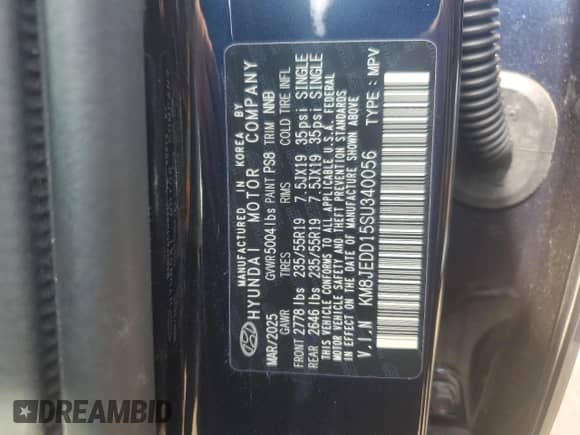 MANUFACTURED IN KOREA BY
HYUNDAI MOTOR COMPANY
MAR/2025 GVWR 5004 lbs PAINT PS8 TRIM NNB
GAWR TIRES RIMS COLD TIRE INFL
FRONT 2778 lbs 235/55R19 7.5JX19 35psi SINGLE
REAR 2646 lbs 235/55R19 7.5JX19 35psi SINGLE
THIS VEHICLE CONFORMS TO ALL APPLICABLE U.S.A. FEDERAL
MOTOR VEHICLE SAFETY AND THEFT PREVENTION STANDARDS
IN EFFECT ON THE DATE OF MANUFACTURE SHOWN ABOVE
V.I.N KM8JEDD15SU340056 TYPE : MPV
DREAMBID